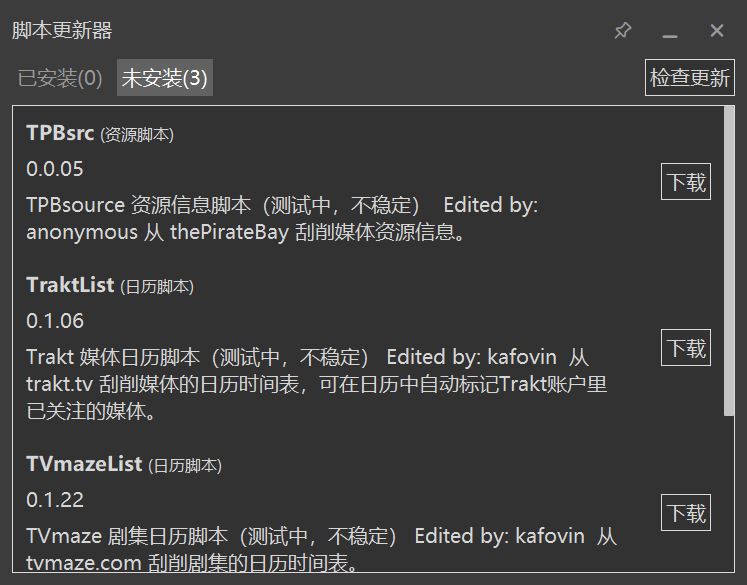 脚本更新器
已安装(0) 未安装(3) 检查更新
TPBsrc (资源脚本)
0.0.05
下载
TPBsource 资源信息脚本（测试中，不稳定） Edited by:
anonymous 从 thePirateBay 刮削媒体资源信息。
TraktList (日历脚本)
0.1.06
下载
Trakt 媒体日历脚本（测试中，不稳定） Edited by: kafovin 从
trakt.tv 刮削媒体的日历时间表，可在日历中自动标记Trakt账户里
已关注的媒体。
TVmazeList (日历脚本)
0.1.22
下载
TVmaze 剧集日历脚本（测试中，不稳定） Edited by: kafovin 从
tvmaze.com 刮削剧集的日历时间表。